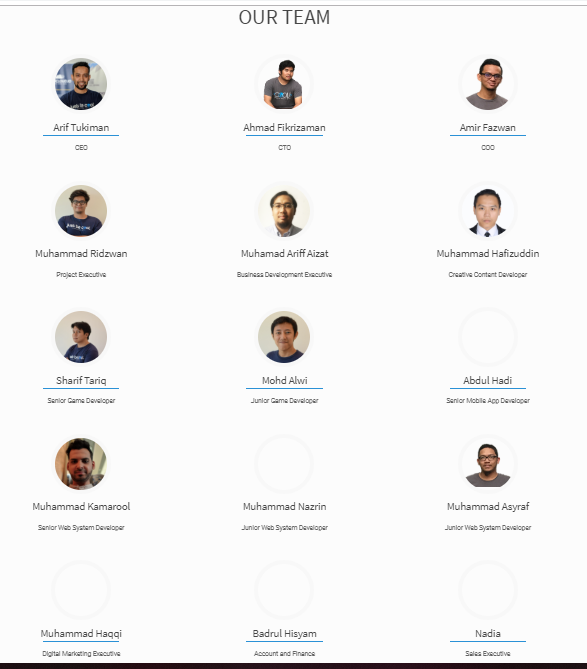 OUR TEAM
Arif Tukiman
Ahmad Fikrizaman
Amir Fazwan
CEO
CTO
COO
Muhammad Ridzwan
Muhamad Ariff Aizat
Muhammad Hafizuddin
Project Executive
Business Development Executive
Creative Content Developer
Sharif Tariq
Mohd Alwi
Abdul Hadi
Senior Game Developer
Junior Game Developer
Senior Mobile App Developer
Muhammad Kamarool
Muhammad Nazrin
Muhammad Asyraf
Senior Web System Developer
Junior Web System Developer
Junior Web System Developer
Muhammad Haqqi
Badrul Hisyam
Nadia
Digital Marketing Executive
Account and Finance
Sales Executive